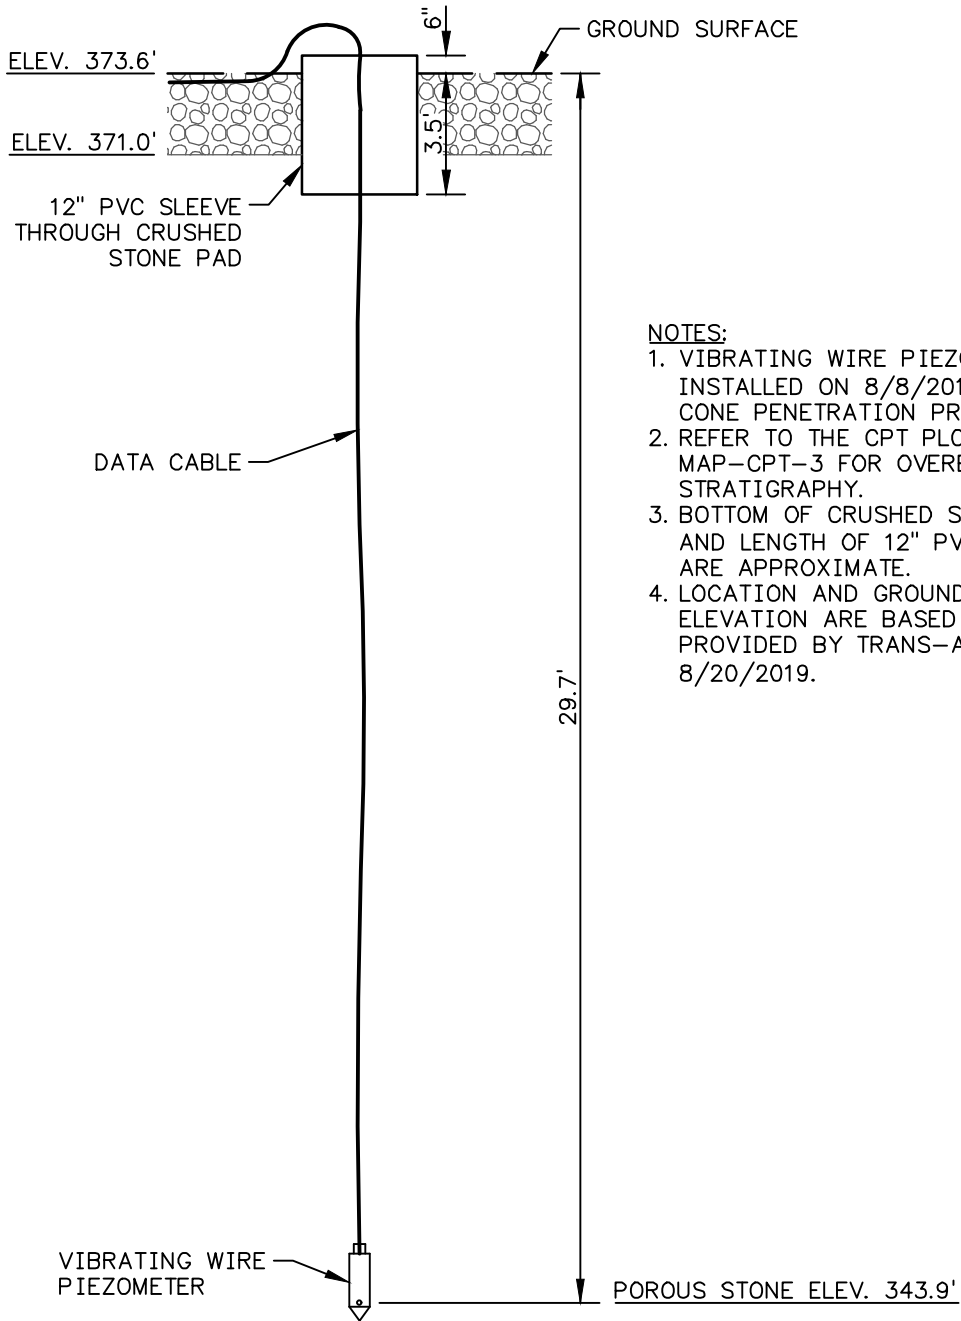 6"
GROUND SURFACE
ELEV. 373.6'
ELEV. 371.0'
3.5'
12" PVC SLEEVE
THROUGH CRUSHED
STONE PAD
NOTES:
1. VIBRATING WIRE
INSTALLED ON
CONE PENETRATION
2. REFER TO THE CPT
MAP-CPT-3 FOR
STRATIGRAPHY.
3. BOTTOM OF CRUSHED
AND LENGTH OF 12"
ARE APPROXIMATE.
4. LOCATION AND GROUND
ELEVATION ARE BASED
PROVIDED BY
8/20/2019.
DATA CABLE
29.7'
VIBRATING WIRE
PIEZOMETER
POROUS STONE ELEV. 343.9'